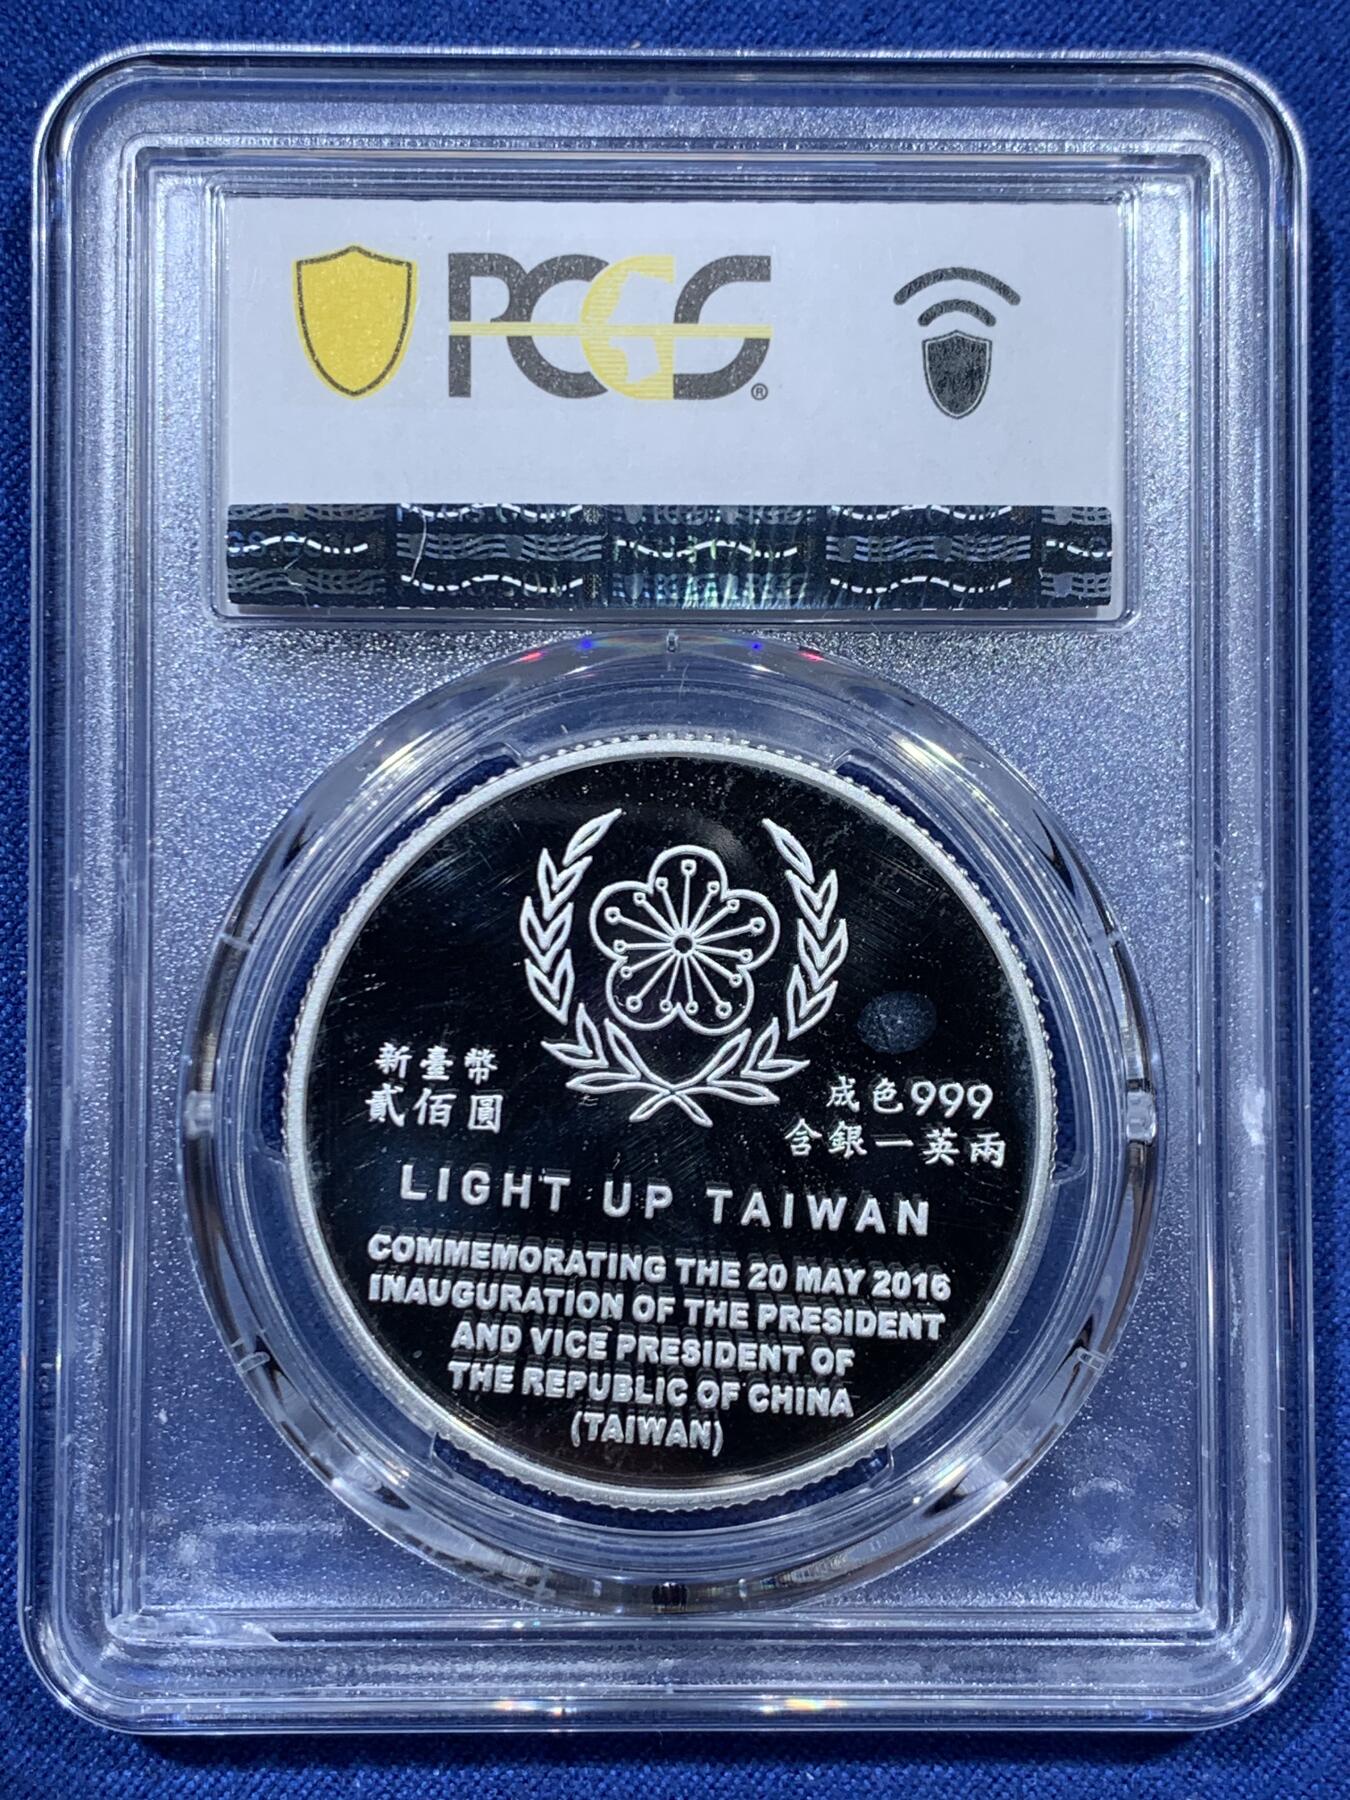 PCGS®
新臺幣
貳佰圓
成色999
含銀一英兩
LIGHT UP TAIWAN
COMMEMORATING THE 20 MAY 2016
INAUGURATION OF THE PRESIDENT
AND VICE PRESIDENT OF
THE REPUBLIC OF CHINA
(TAIWAN)